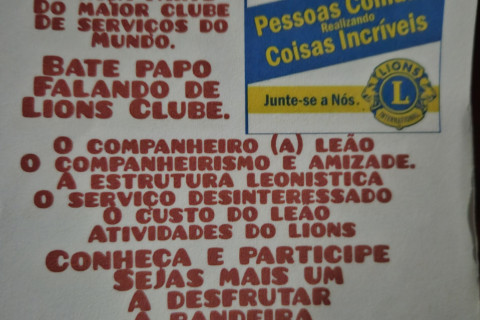 DO MAIOR CLUBE
DE SERVIÇOS DO
MUNDO.
BATE PAPO
FALANDO DE
LIONS CLUBE.
Pessoas
Realizando
Coisas Incríveis
Junte-se a Nós.
LIONS
L
INTERNATIONAL
O COMPANHEIRO (A) LEÃO
O COMPANHEIRISMO E AMIZADE.
A ESTRUTURA LEONISTICA
O SERVIÇO DESINTERESSADO
O CUSTO DO LEÃO
ATIVIDADES DO LIONS
CONHEÇA E PARTICIPE
SEJAS MAIS UM
A DESFRUTAR
A BANDEIRA